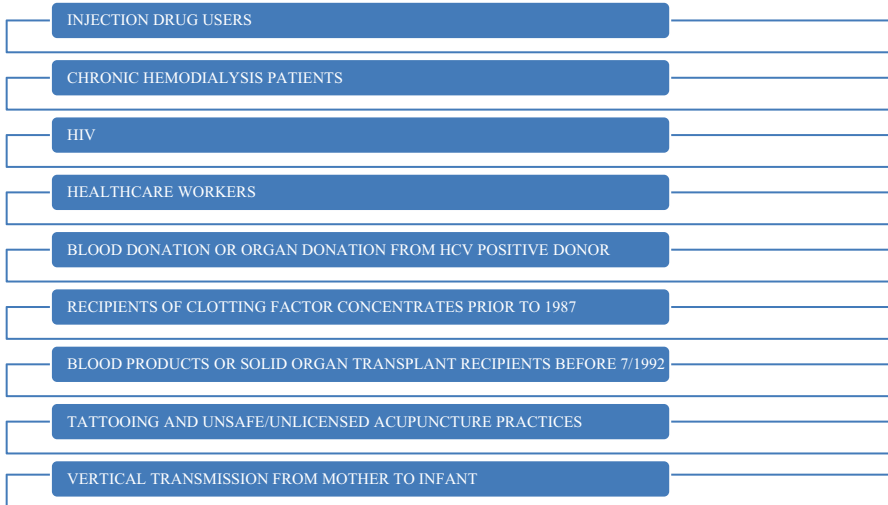 INJECTION DRUG USERS
CHRONIC HEMODIALYSIS PATIENTS
HIV
HEALTHCARE WORKERS
BLOOD DONATION OR ORGAN DONATION FROM HCV POSITIVE DONOR
RECIPIENTS OF CLOTTING FACTOR CONCENTRATES PRIOR TO 1987
BLOOD PRODUCTS OR SOLID ORGAN TRANSPLANT RECIPIENTS BEFORE 7/1992
TATTOOING AND UNSAFE/UNLICENSED ACUPUNCTURE PRACTICES
VERTICAL TRANSMISSION FROM MOTHER TO INFANT